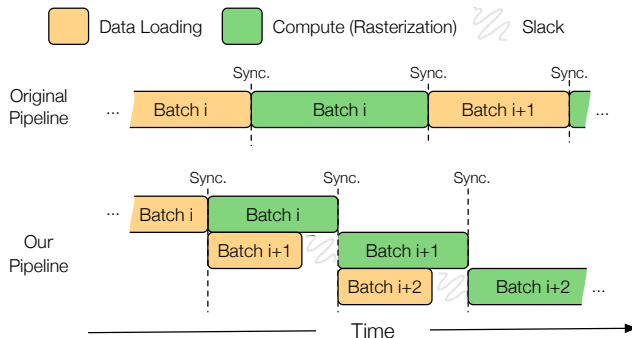 Data Loading Compute (Rasterization) Slack
Sync. Sync. Sync.
Original
Pipeline
... Batch i Batch i Batch i+1 ...
Sync. Sync. Sync.
... Batch i Batch i
Our
Pipeline
Batch i+1 Batch i+1
Batch i+2 Batch i+2 ...
Time